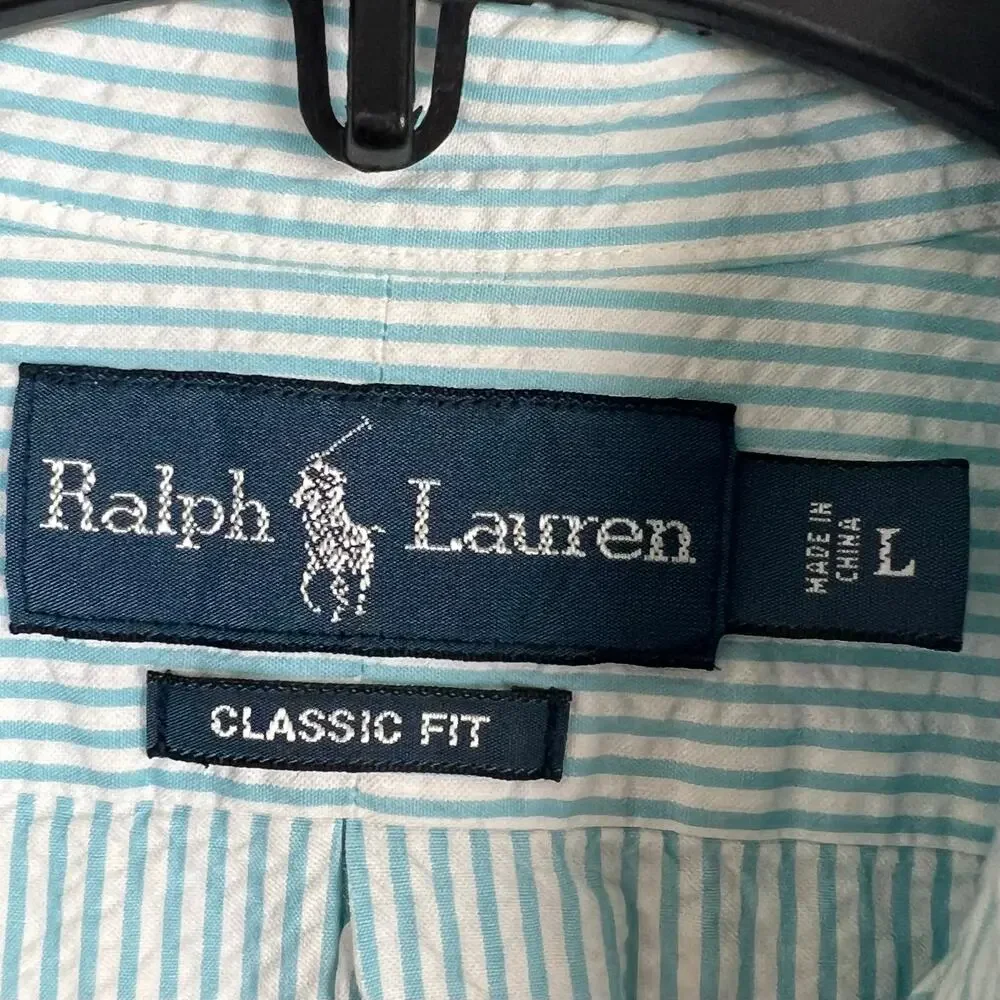 Ralph Lauren
MADE IN
CHINA
L
CLASSIC FIT